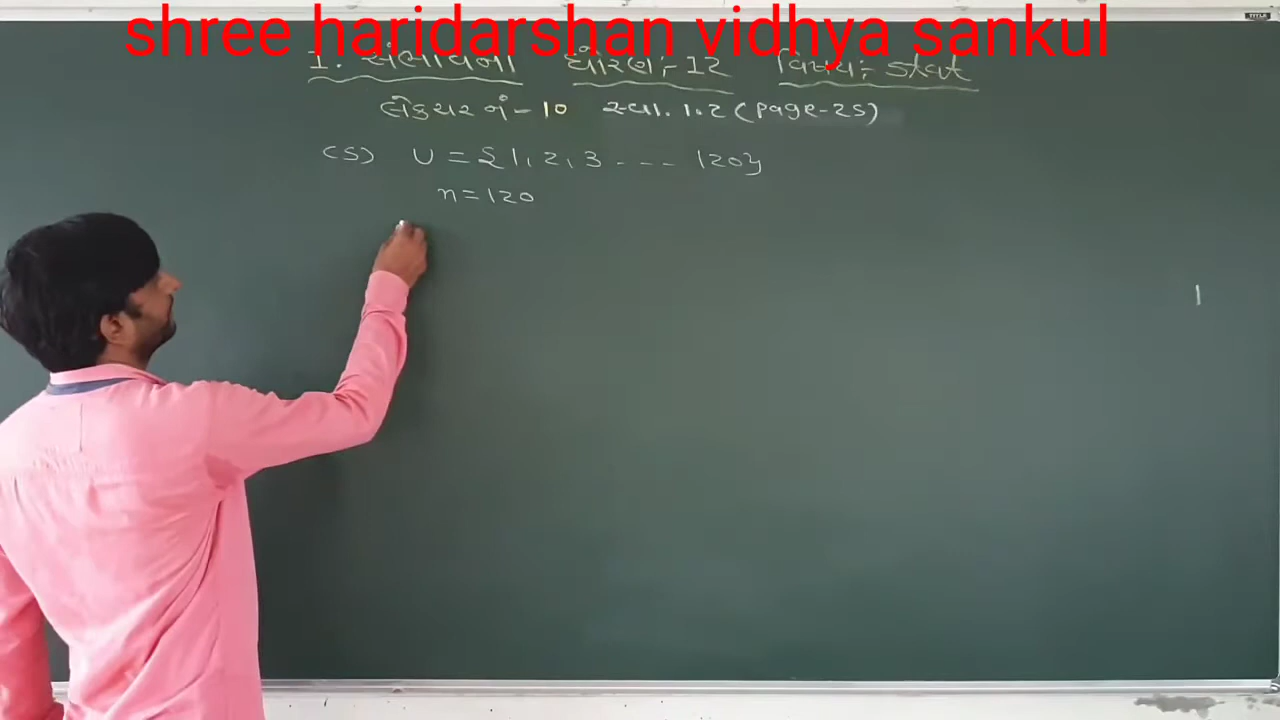 shree haridarshan vidhya sankul
1. સંભાવના ધોરણ:-12 વિષય:- stat
લેકચર નં-10 સ્વા. 1.2 (page-25)
(5) U = {1, 2, 3 --- 120}
n=120